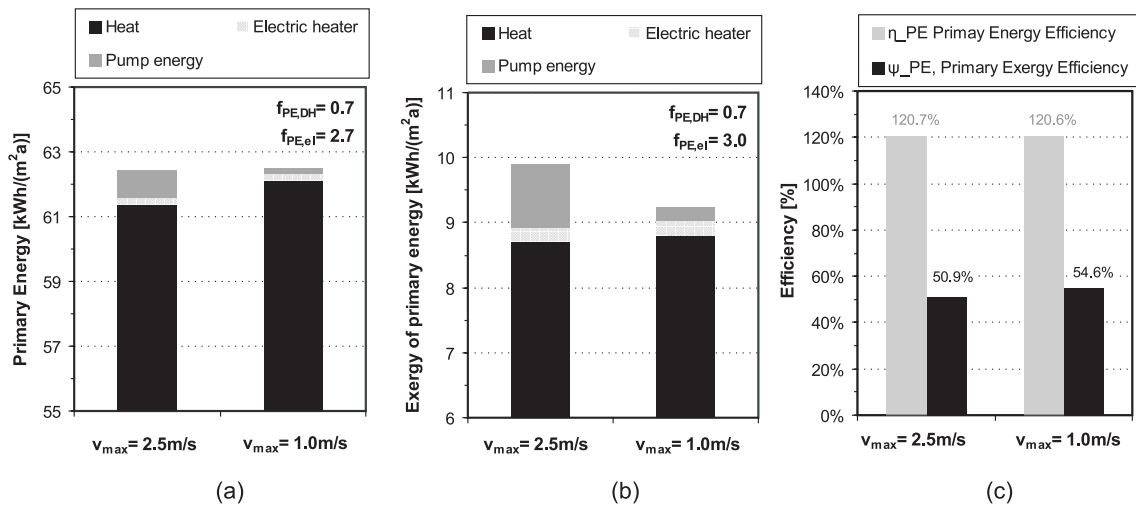 Heat
Electric heater
Pump energy
Primary Energy [kWh/(m²a)]
65
63
61
59
57
55
f_PE,DH= 0.7
f_PE,el= 2.7
v_max= 2.5m/s
v_max= 1.0m/s
(a)
Heat
Electric heater
Pump energy
Exergy of primary energy [kWh/(m²a)]
11
10
9
8
7
6
f_PE,DH= 0.7
f_PE,el= 3.0
v_max= 2.5m/s
v_max= 1.0m/s
(b)
η_PE Primay Energy Efficiency
ψ_PE, Primary Exergy Efficiency
Efficiency [%]
140%
120%
100%
80%
60%
40%
20%
0%
120.7%
120.6%
50.9%
54.6%
v_max= 2.5m/s
v_max= 1.0m/s
(c)